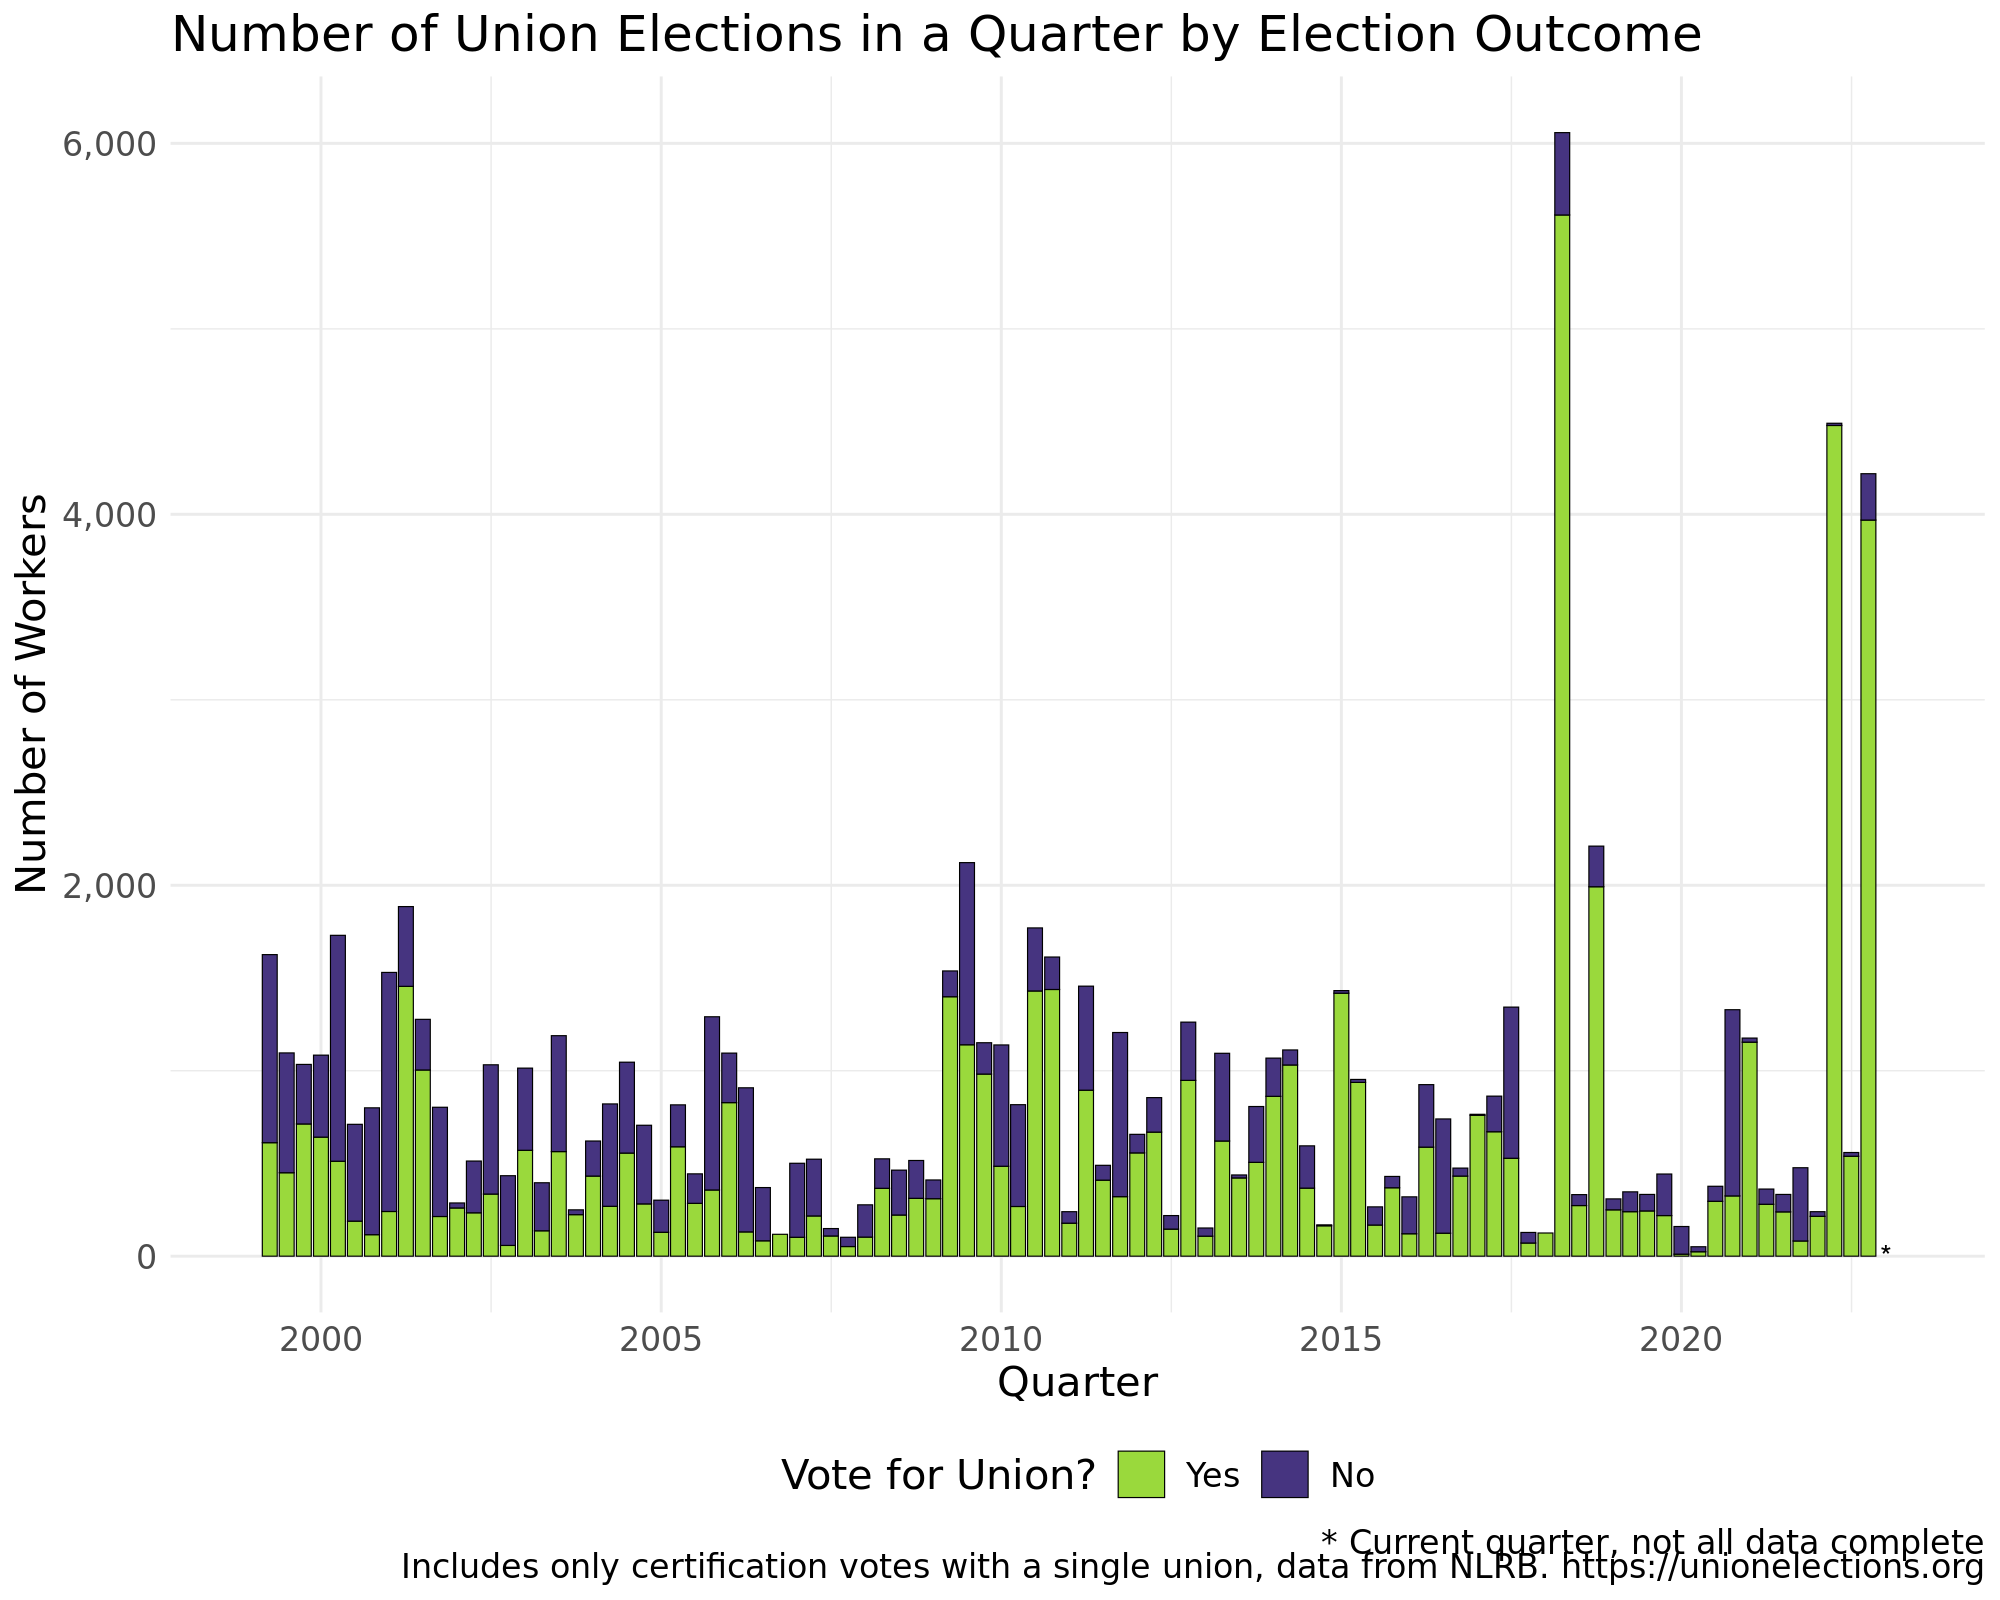 Number of Union Elections in a Quarter by Election Outcome
6,000
4,000
2,000
0
Number of Workers
*
2000 2005 2010 2015 2020
Quarter
Vote for Union? Yes No
* Current quarter, not all data complete
Includes only certification votes with a single union, data from NLRB. https://unionelections.org